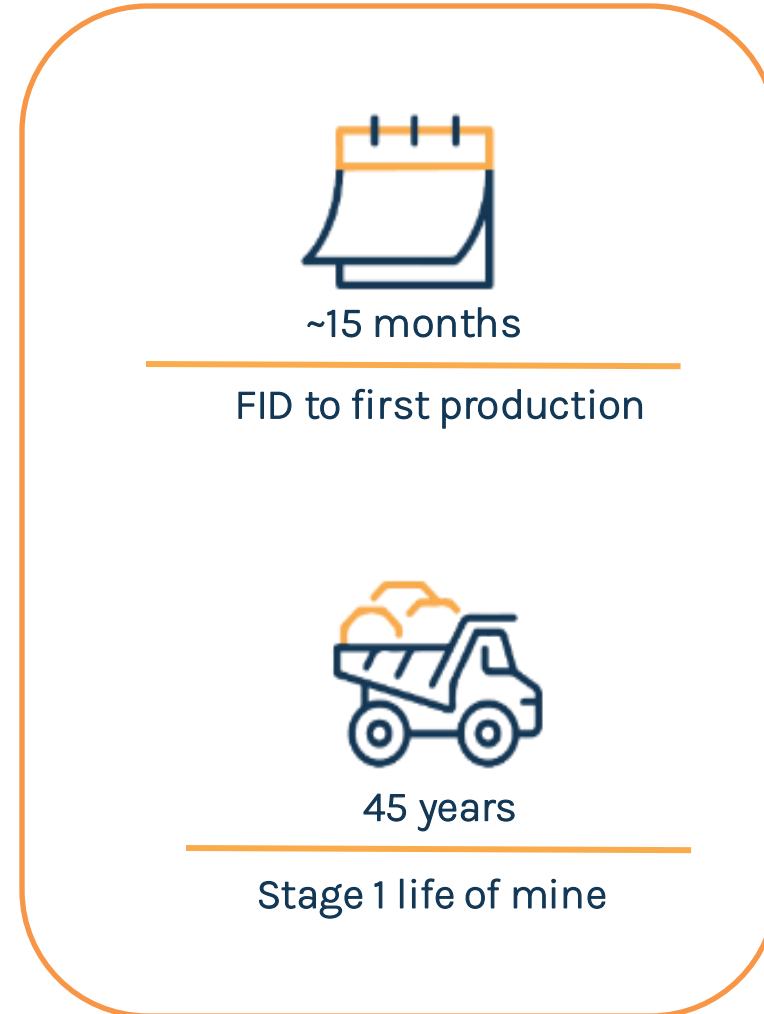 ~15 months
FID to first production
45 years
Stage 1 life of mine